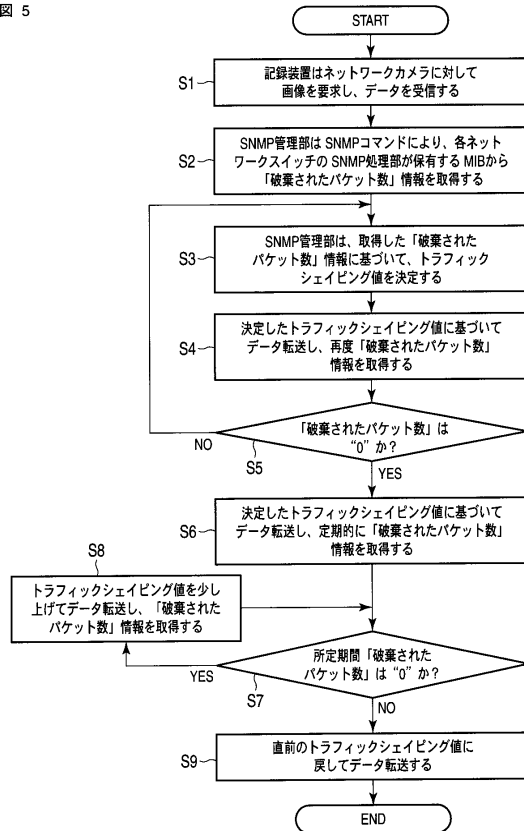 図 5
START
S1
記録装置はネットワークカメラに対して
画像を要求し、データを受信する
S2
SNMP管理部は SNMPコマンドにより、各ネット
ワークスイッチの SNMP処理部が保有する MIBから
「破棄されたパケット数」情報を取得する
S3
SNMP管理部は、取得した「破棄された
パケット数」情報に基づいて、トラフィック
シェイピング値を決定する
S4
決定したトラフィックシェイピング値に基づいて
データ転送し、再度「破棄されたパケット数」
情報を取得する
「破棄されたパケット数」は
“0” か?
NO
S5
YES
S6
決定したトラフィックシェイピング値に基づいて
データ転送し、定期的に「破棄されたパケット数」
情報を取得する
S8
トラフィックシェイピング値を少し
上げてデータ転送し、「破棄された
パケット数」情報を取得する
所定期間「破棄された
パケット数」は “0” か?
YES
S7
NO
S9
直前のトラフィックシェイピング値に
戻してデータ転送する
END